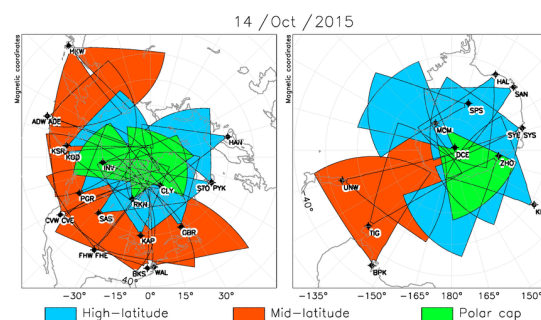 14 / Oct / 2015
Magnetic coordinates
Magnetic coordinates
HKW
ADW ADE
KSR
KOD
INV
HAN
CLY
STO PYK
PGR
RKN
CVW CVE
SAS
KAP
GBR
FHW FHE
BKS
WAL
40°
−30°
−15°
0°
15°
30°
HAL
SAN
SPS
MCM
SYE SYS
DCE
ZHO
UNW
TIG
BPK
−40°
−135°
−150°
−165°
180°
165°
150°
High−latitude
Mid−latitude
Polar cap